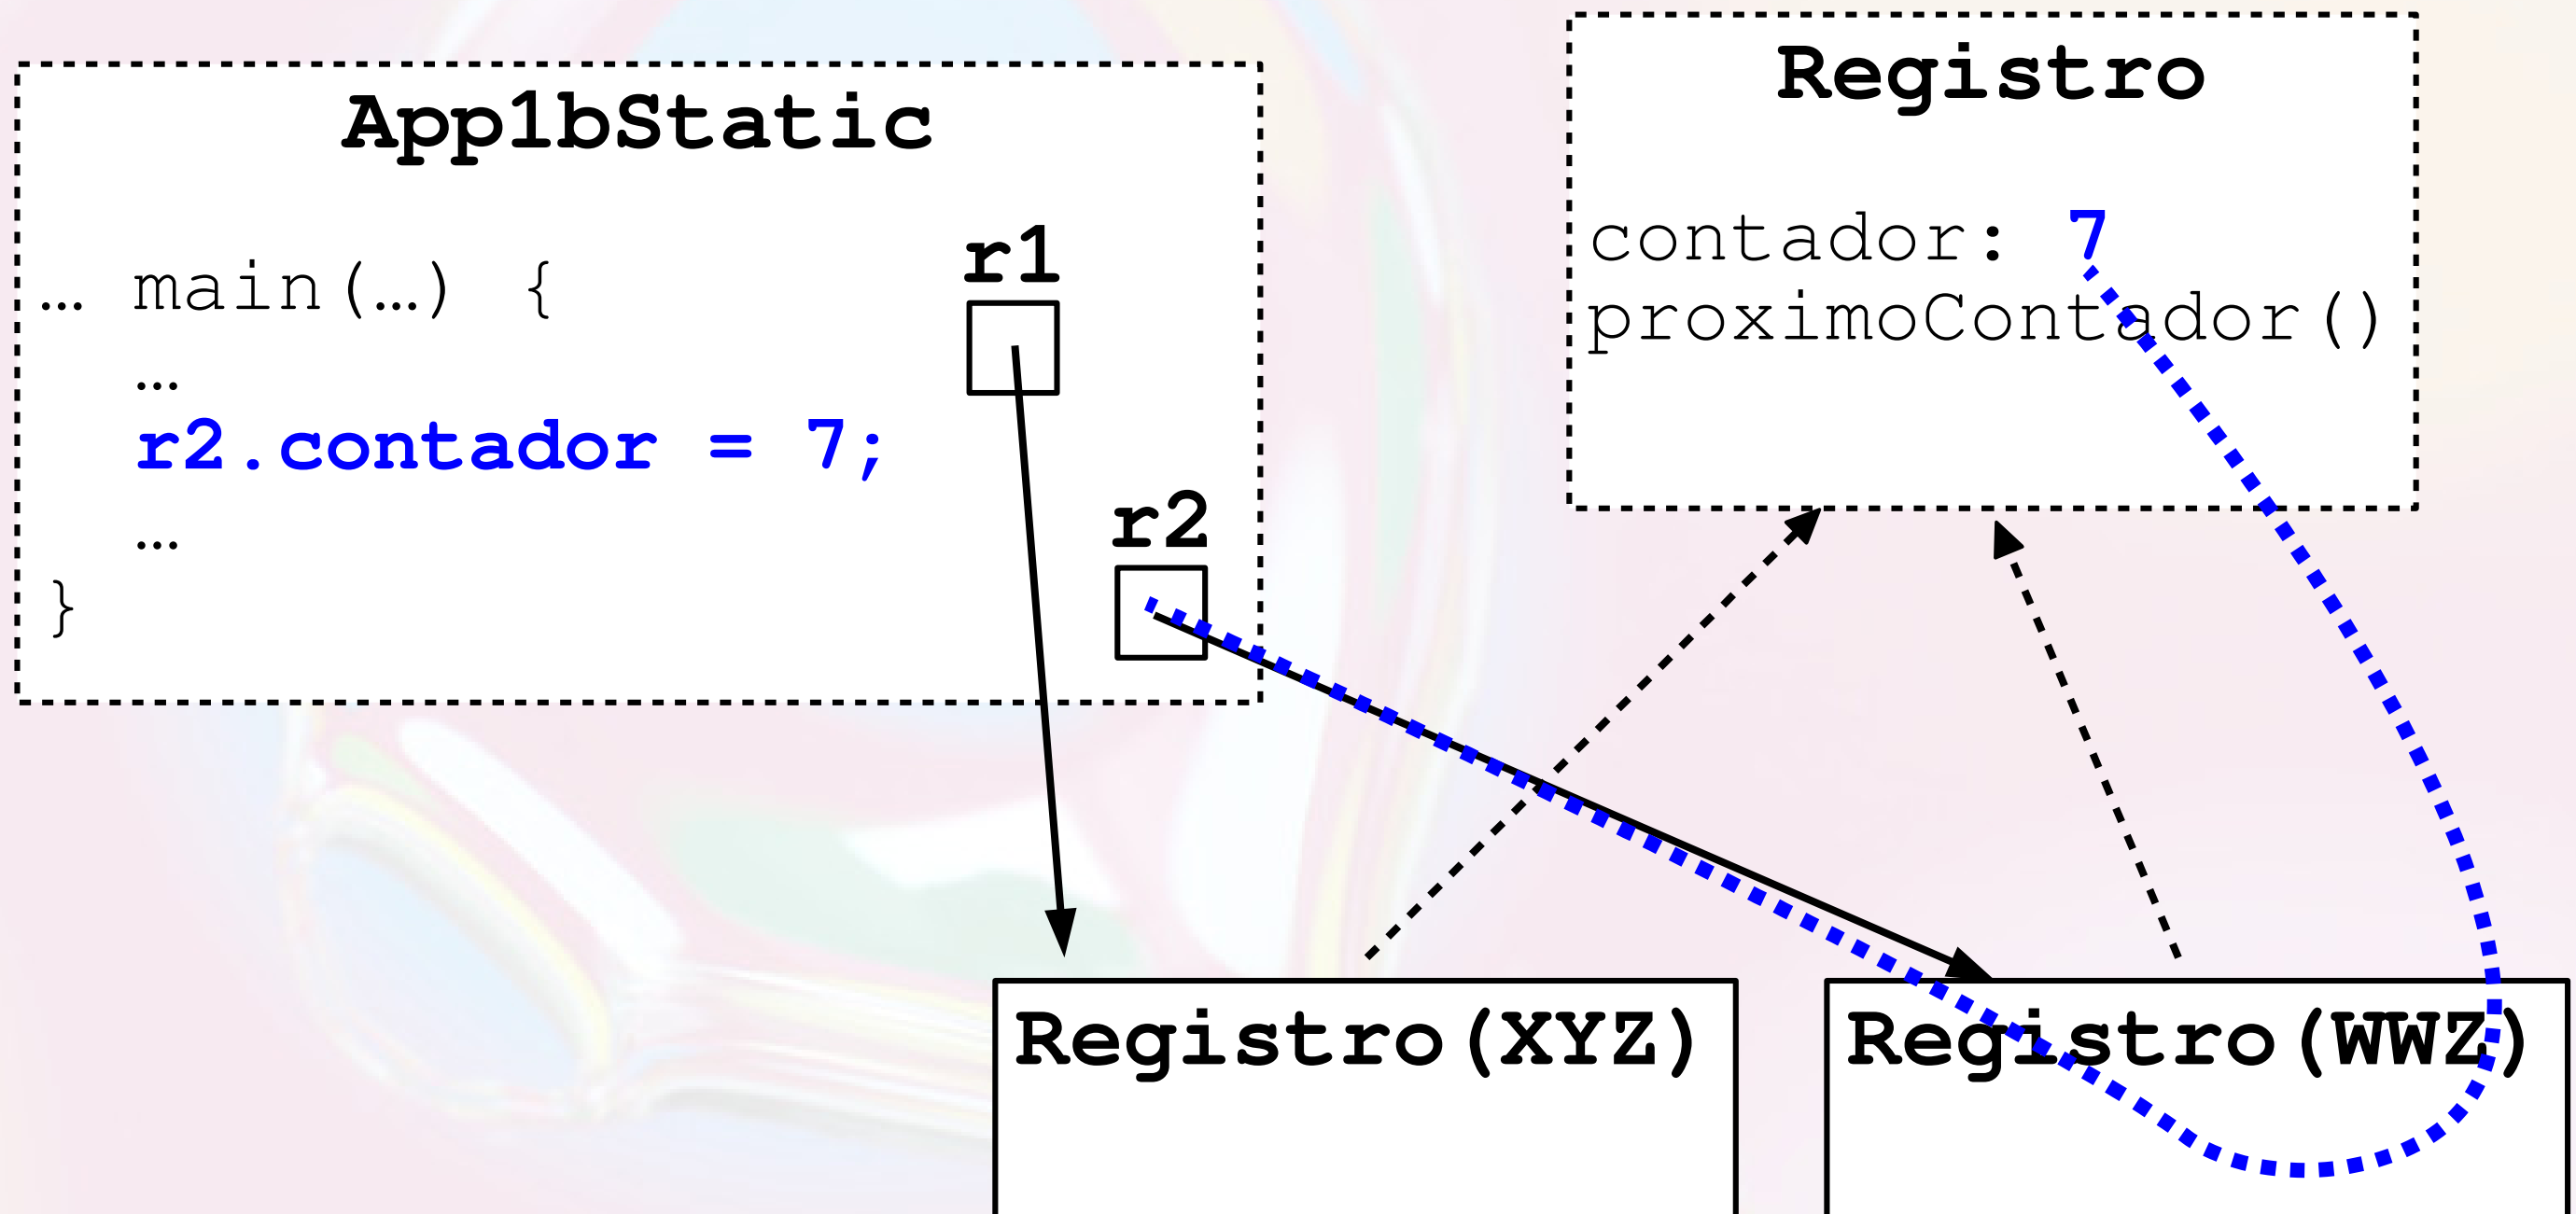 App1bStatic
… main(…) {
…
r2.contador = 7;
…
}
r1
r2
Registro
contador: 7
proximoContador()
Registro(XYZ)
Registro(WWZ)